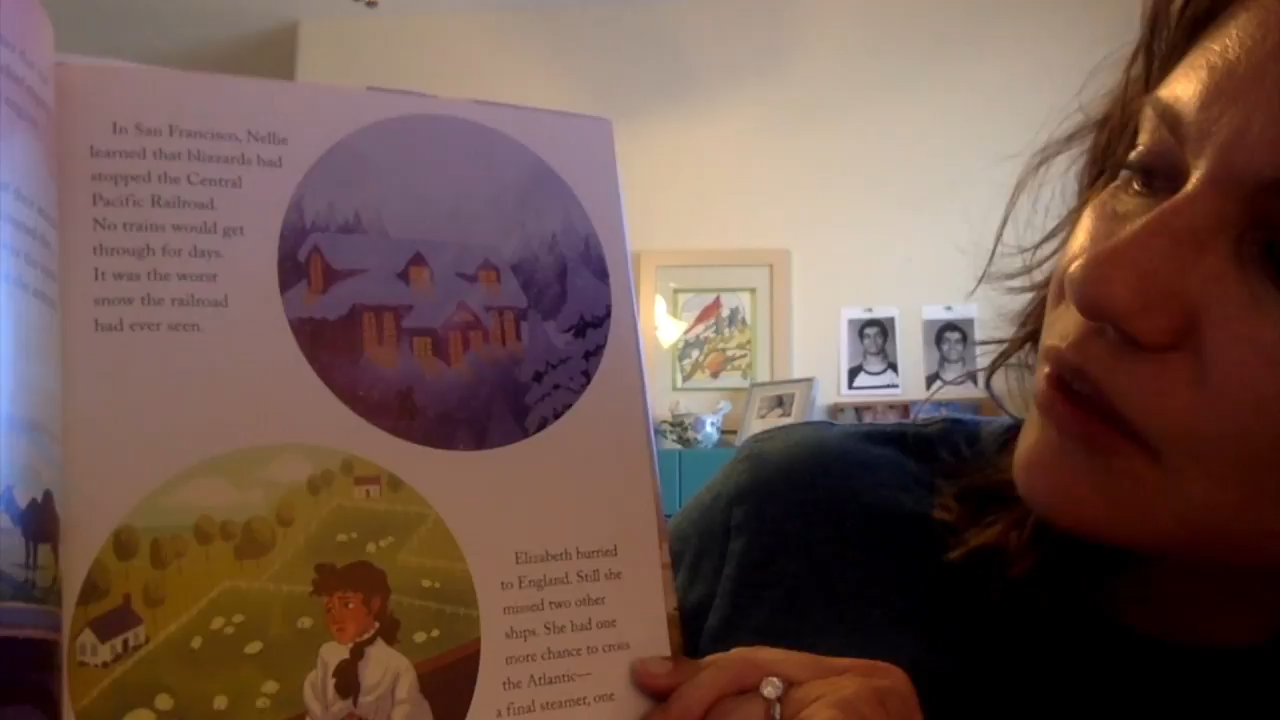 In San Francisco, Nellie
learned that blizzards had
stopped the Central
Pacific Railroad.
No trains would get
through for days.
It was the worst
snow the railroad
had ever seen.
Elizabeth hurried
to England. Still she
missed two other
ships. She had one
more chance to cross
the Atlantic—
a final steamer, one